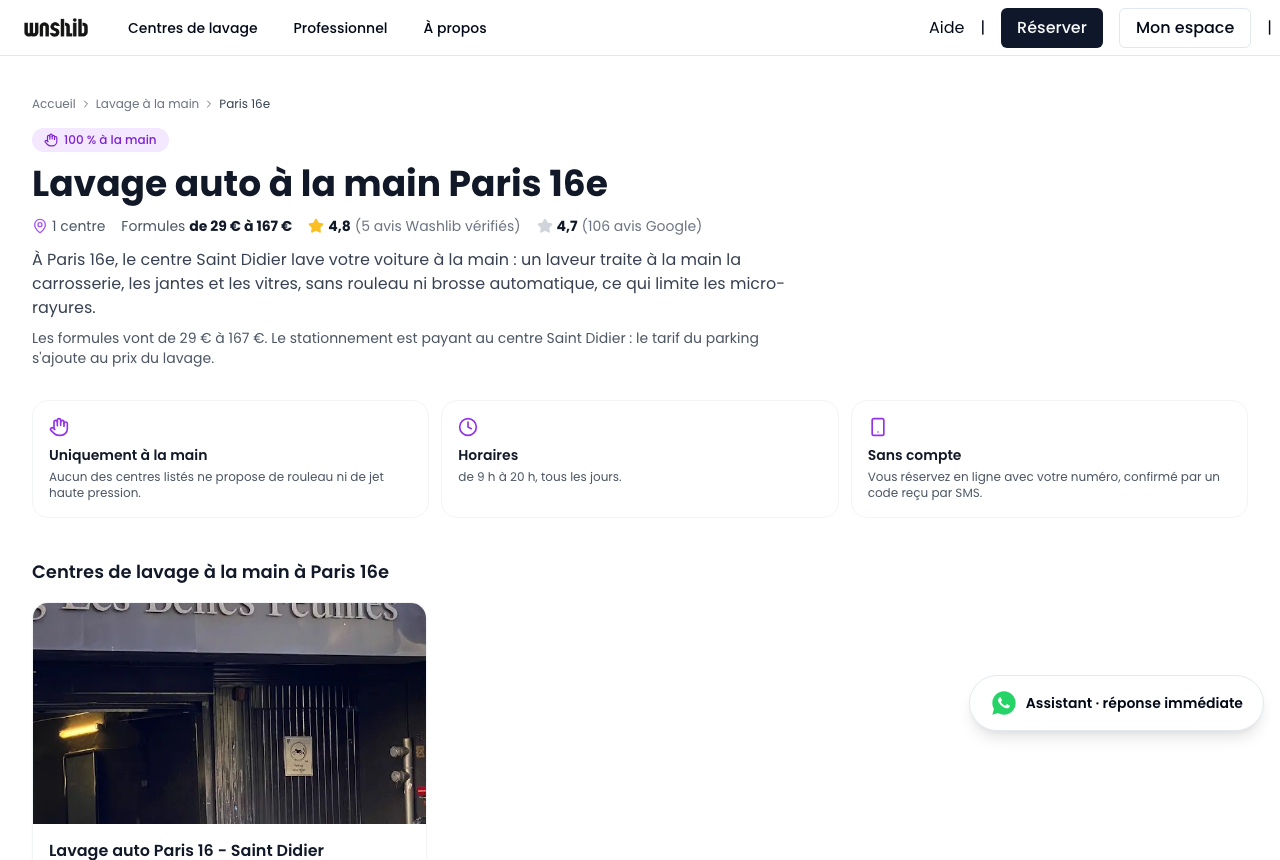 washib
Centres de lavage
Professionnel
À propos
Aide
|
Réserver
Mon espace
|
Accueil > Lavage à la main > Paris 16e
100 % à la main
Lavage auto à la main Paris 16e
1 centre Formules de 29 € à 167 € 4,8 (5 avis Washlib vérifiés) 4,7 (106 avis Google)
À Paris 16e, le centre Saint Didier lave votre voiture à la main : un laveur traite à la main la
carrosserie, les jantes et les vitres, sans rouleau ni brosse automatique, ce qui limite les micro-
rayures.
Les formules vont de 29 € à 167 €. Le stationnement est payant au centre Saint Didier : le tarif du parking
s'ajoute au prix du lavage.
Uniquement à la main
Aucun des centres listés ne propose de rouleau ni de jet
haute pression.
Horaires
de 9 h à 20 h, tous les jours.
Sans compte
Vous réservez en ligne avec votre numéro, confirmé par un
code reçu par SMS.
Centres de lavage à la main à Paris 16e
Les Belles Feuilles
Assistant · réponse immédiate
Lavage auto Paris 16 - Saint Didier